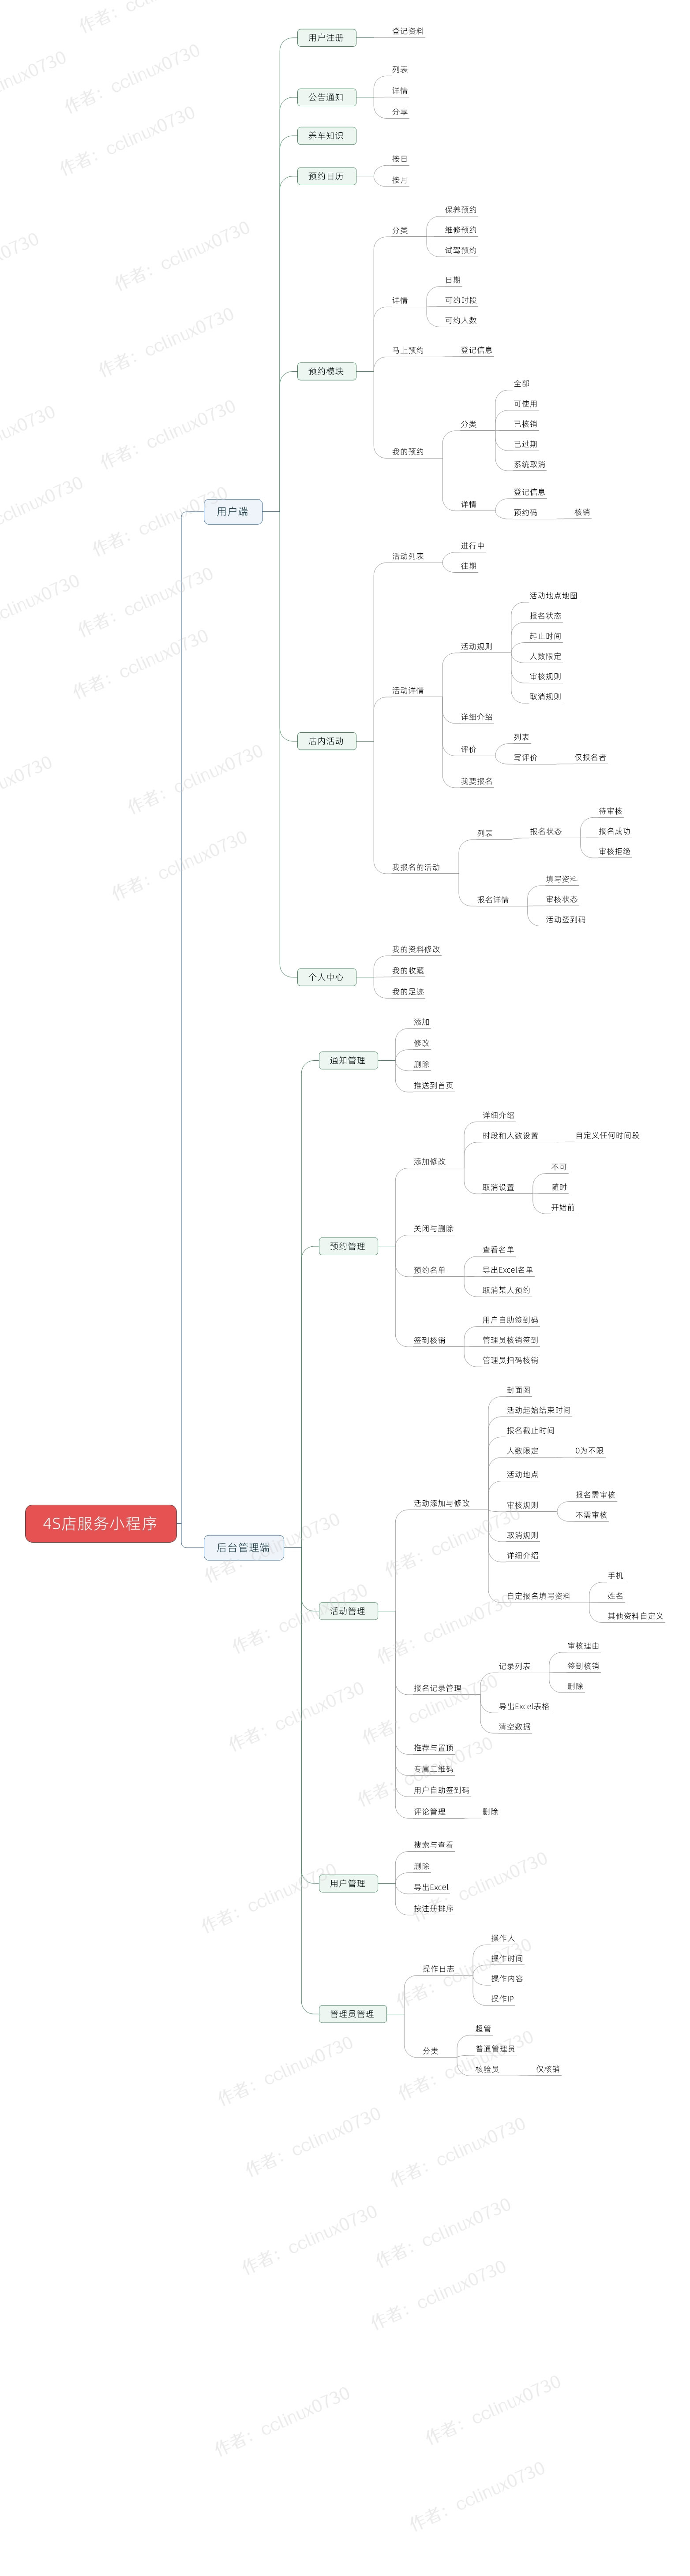 4S店服务小程序
用户端
用户注册
登记资料
公告通知
列表
详情
分享
养车知识
预约日历
按日
按月
预约模块
分类
保养预约
维修预约
试驾预约
详情
日期
可约时段
可约人数
马上预约
登记信息
我的预约
分类
全部
可使用
已核销
已过期
系统取消
详情
登记信息
预约码
核销
店内活动
活动列表
进行中
往期
活动详情
活动规则
活动地点地图
报名状态
起止时间
人数限定
审核规则
取消规则
详细介绍
评价
列表
写评价
仅报名者
我要报名
我报名的活动
列表
报名状态
待审核
报名成功
审核拒绝
报名详情
填写资料
审核状态
活动签到码
个人中心
我的资料修改
我的收藏
我的足迹
后台管理端
通知管理
添加
修改
删除
推送到首页
预约管理
添加修改
详细介绍
时段和人数设置
自定义任何时间段
取消设置
不可
随时
开始前
关闭与删除
预约名单
查看名单
导出Excel名单
取消某人预约
签到核销
用户自助签到码
管理员核销签到
管理员扫码核销
活动管理
活动添加与修改
封面图
活动起始结束时间
报名截止时间
人数限定
0为不限
活动地点
审核规则
报名需审核
不需审核
取消规则
详细介绍
自定报名填写资料
手机
姓名
其他资料自定义
报名记录管理
记录列表
审核理由
签到核销
删除
导出Excel表格
清空数据
推荐与置顶
专属二维码
用户自助签到码
评论管理
删除
用户管理
搜索与查看
删除
导出Excel
按注册排序
管理员管理
操作日志
操作人
操作时间
操作内容
操作IP
分类
超管
普通管理员
核验员
仅核销
作者：cclinux0730